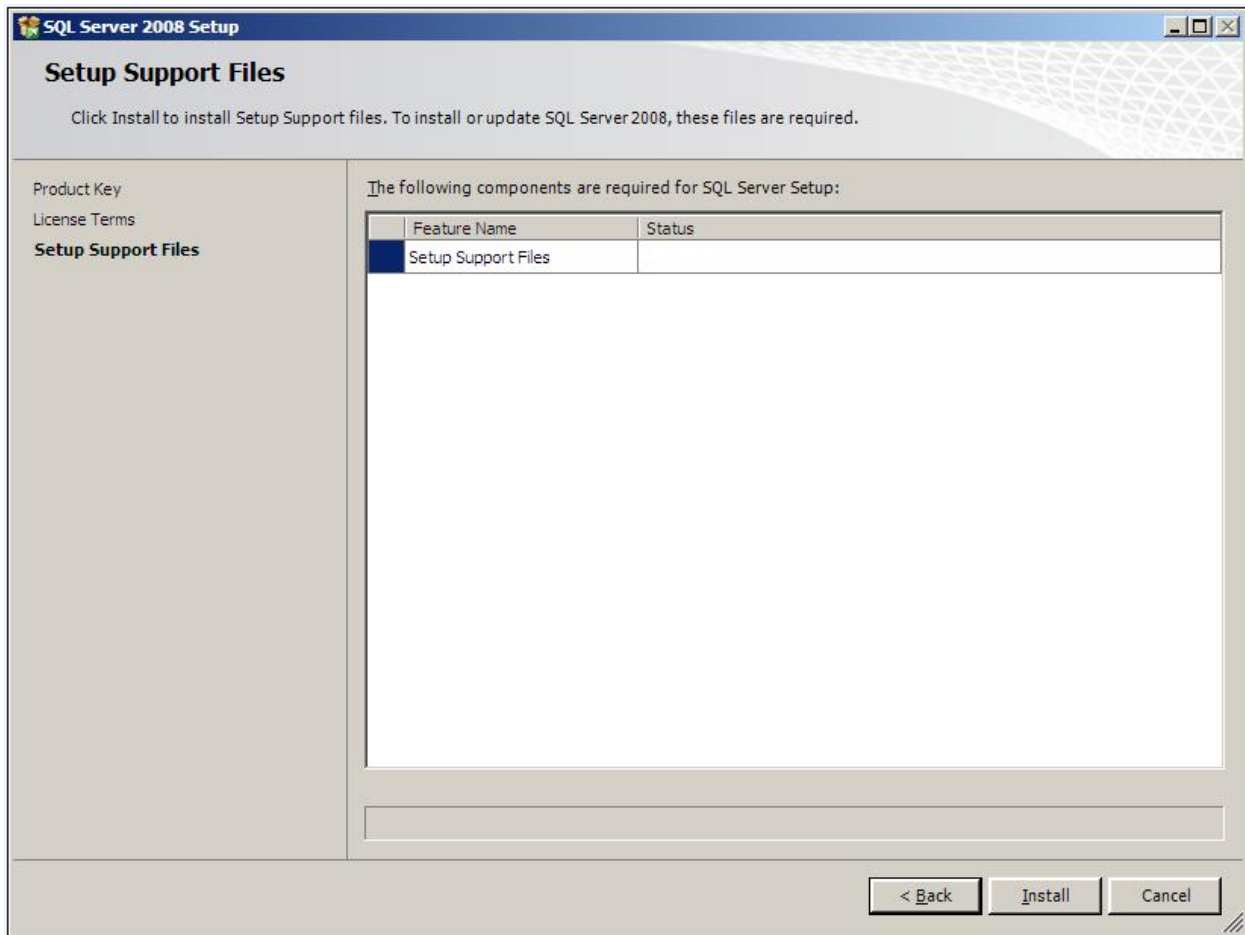 SQL Server 2008 Setup
Setup Support Files
Click Install to install Setup Support files. To install or update SQL Server 2008, these files are required.
Product Key
License Terms
Setup Support Files
The following components are required for SQL Server Setup:
Feature Name Status
Setup Support Files
< Back Install Cancel